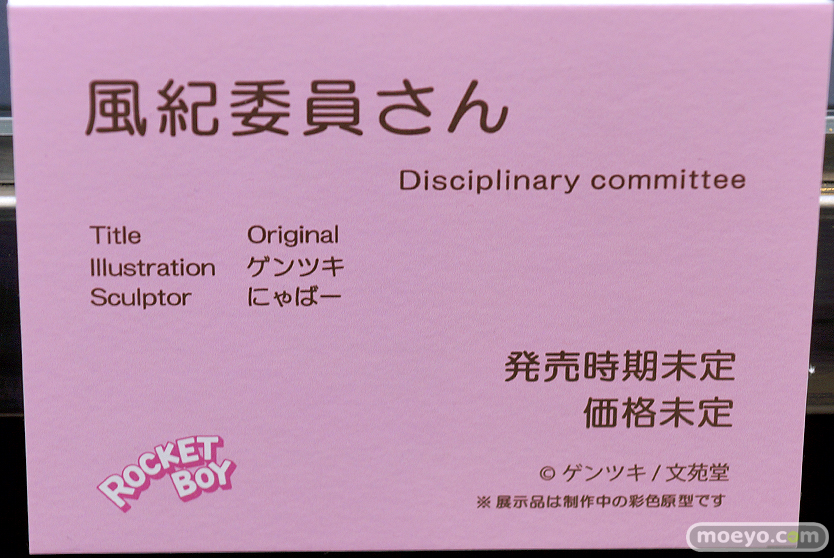 風紀委員さん
Disciplinary committee
Title Original
Illustration ゲンツキ
Sculptor にゃばー
発売時期未定
価格未定
ROCKET
BOY
© ゲンツキ / 文苑堂
※ 展示品は制作中の彩色原型です
moeyo.com